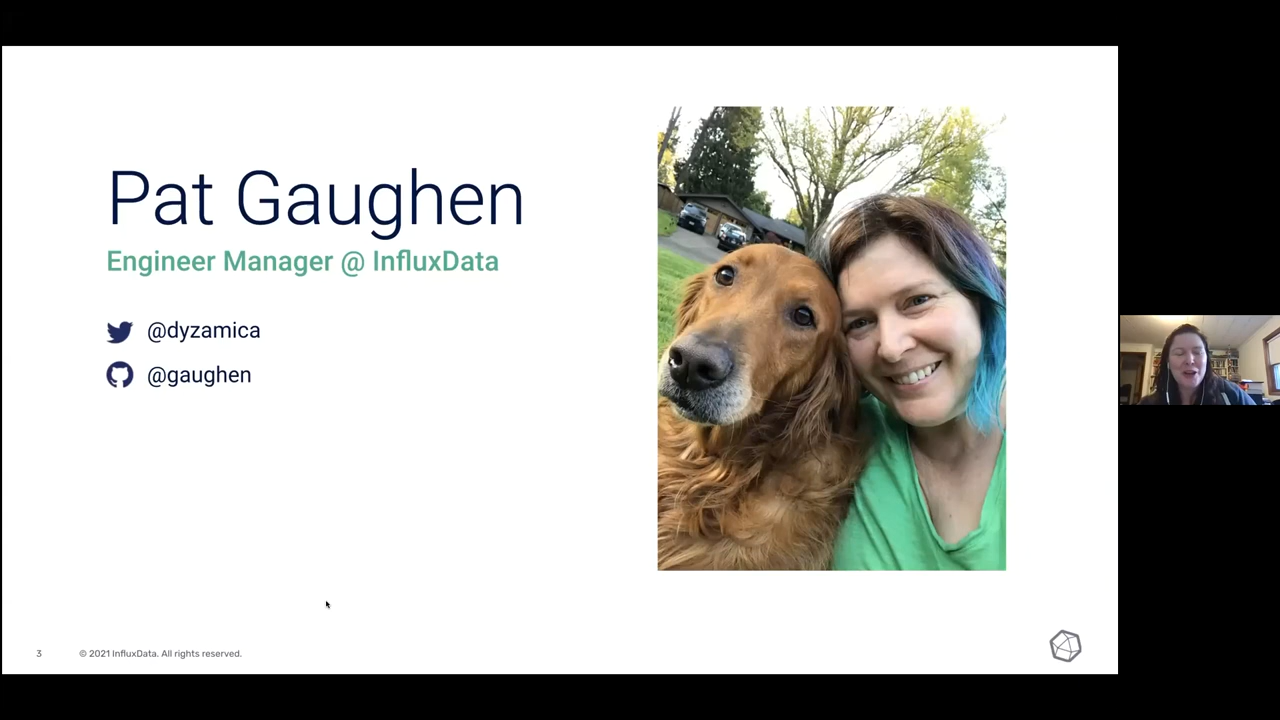 Pat Gaughen
Engineer Manager @ InfluxData
@dyzamica
@gaughen
3 © 2021 InfluxData. All rights reserved.